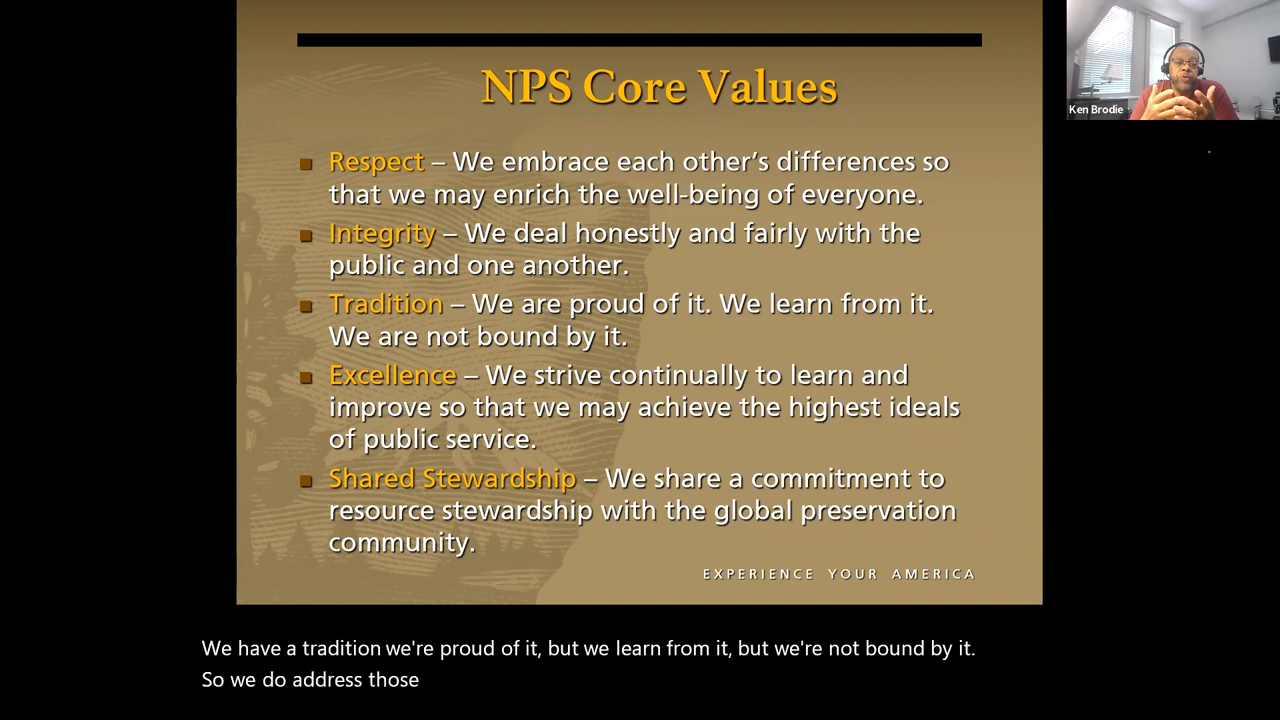 NPS Core Values
Respect – We embrace each other’s differences so
that we may enrich the well-being of everyone.
Integrity – We deal honestly and fairly with the
public and one another.
Tradition – We are proud of it. We learn from it.
We are not bound by it.
Excellence – We strive continually to learn and
improve so that we may achieve the highest ideals
of public service.
Shared Stewardship – We share a commitment to
resource stewardship with the global preservation
community.
EXPERIENCE YOUR AMERICA
Ken Brodie
We have a tradition we're proud of it, but we learn from it, but we're not bound by it.
So we do address those